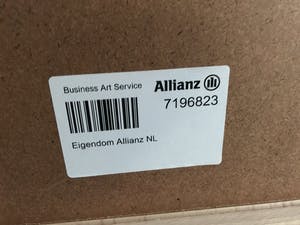 Business Art Service Allianz
7196823
Eigendom Allianz NL